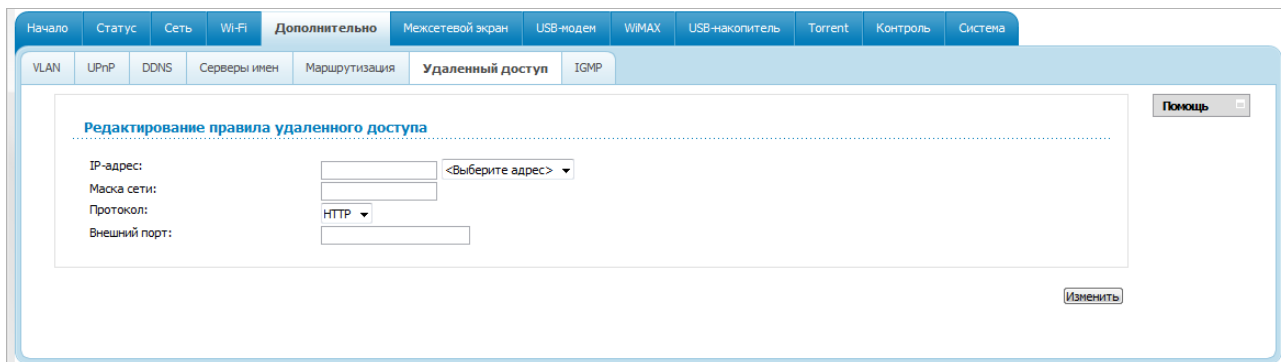 Начало Статус Сеть Wi-Fi Дополнительно Межсетевой экран USB-модем WiMAX USB-накопитель Torrent Контроль Система
VLAN UPnP DDNS Серверы имен Маршрутизация Удаленный доступ IGMP
Помощь
Редактирование правила удаленного доступа
IP-адрес: <Выберите адрес>
Маска сети:
Протокол: HTTP
Внешний порт:
Изменить